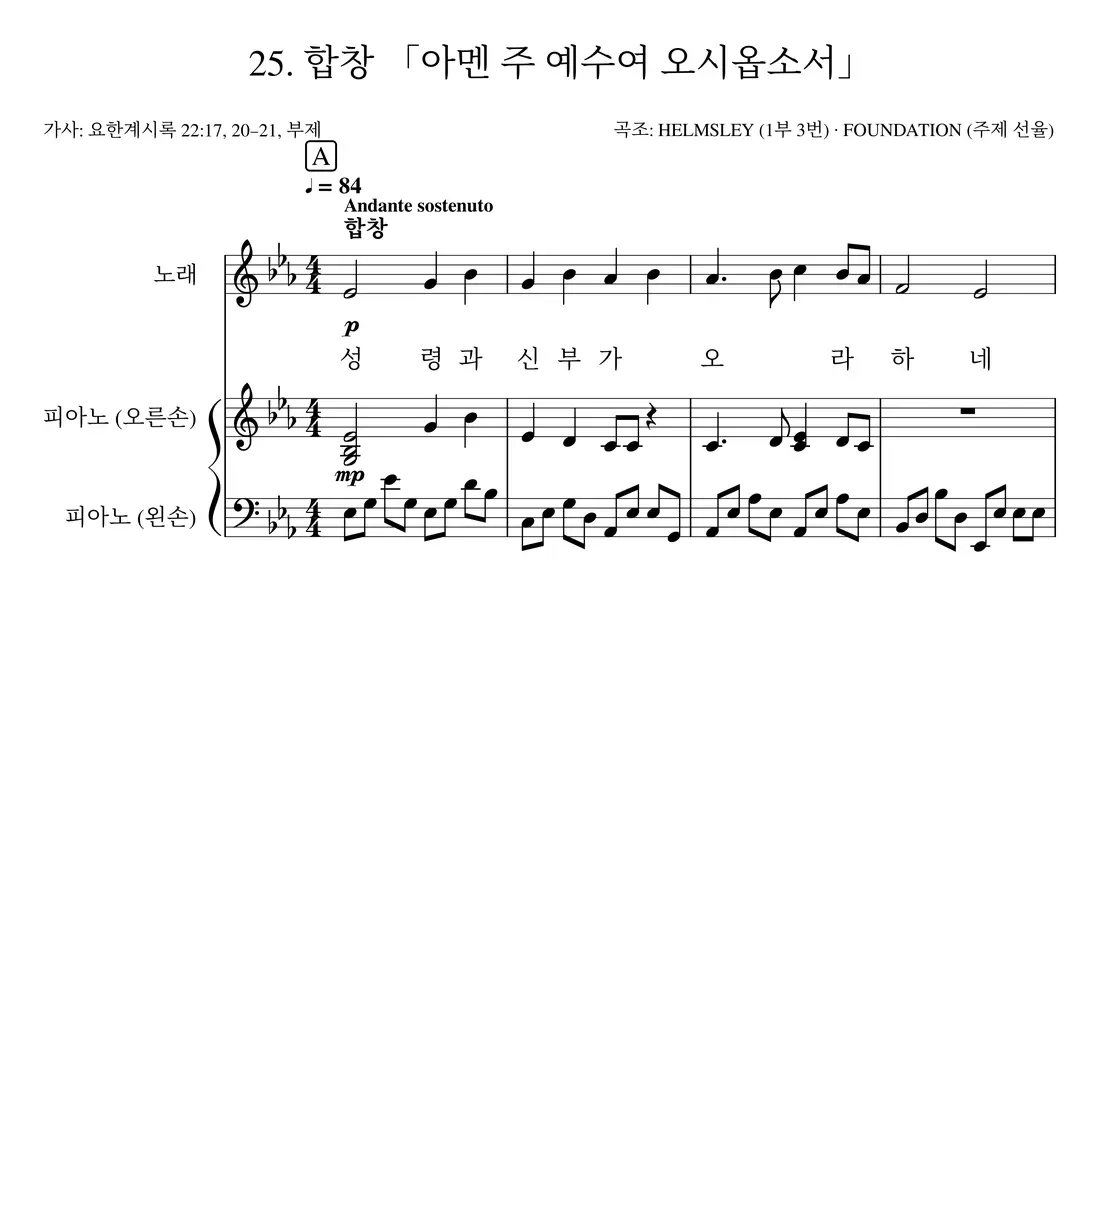 25. 합창 「아멘 주 예수여 오시옵소서」
가사: 요한계시록 22:17, 20–21, 부제
곡조: HELMSLEY (1부 3번) · FOUNDATION (주제 선율)
A
♩ = 84
Andante sostenuto
합창
노래
p
성 령 과 신 부 가 오 라 하 네
피아노 (오른손)
mp
피아노 (왼손)